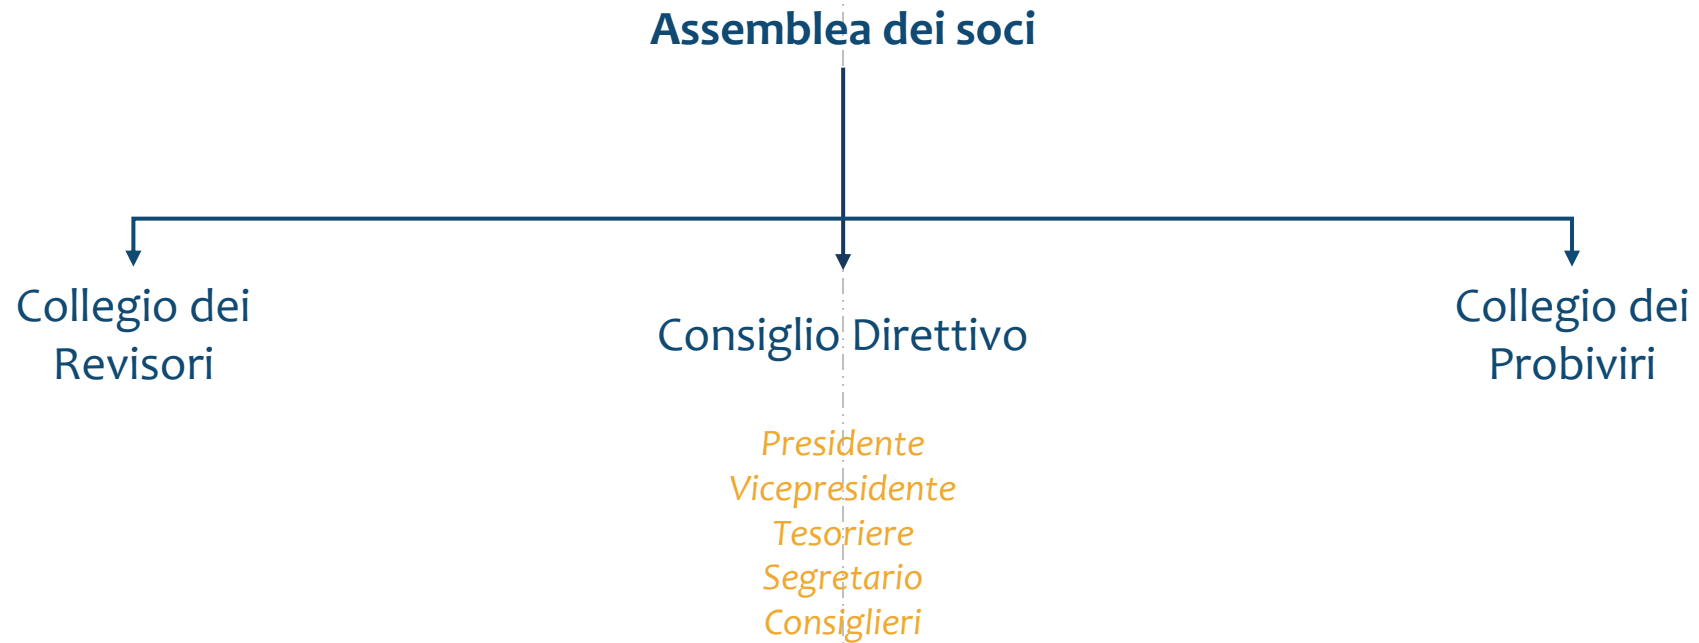 Assemblea dei soci
Collegio dei
Revisori
Consiglio Direttivo
Collegio dei
Probiviri
Presidente
Vicepresidente
Tesoriere
Segretario
Consiglieri